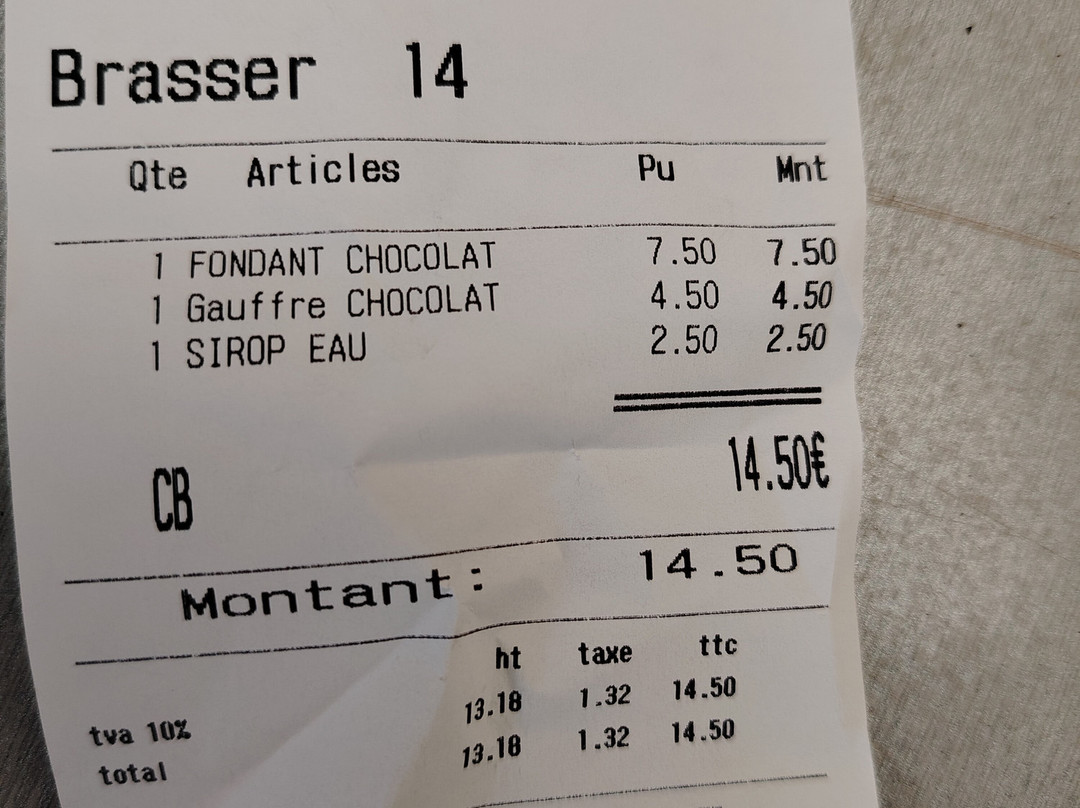 Brasser 14
Qte Articles Pu Mnt
1 FONDANT CHOCOLAT 7.50 7.50
1 Gauffre CHOCOLAT 4.50 4.50
1 SIROP EAU 2.50 2.50
14.50€
CB
Montant: 14.50
ht taxe ttc
tva 10% 13.18 1.32 14.50
total 13.18 1.32 14.50